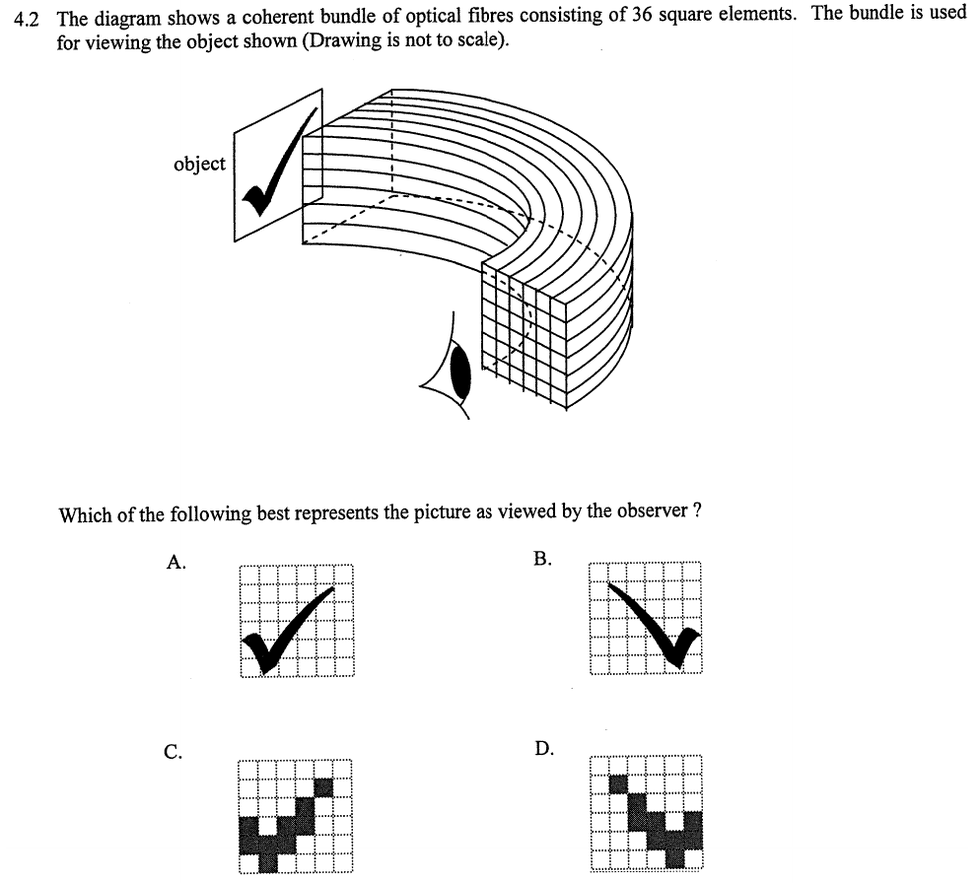 4.2 The diagram shows a coherent bundle of optical fibres consisting of 36 square elements. The bundle is used
for viewing the object shown (Drawing is not to scale).
object
Which of the following best represents the picture as viewed by the observer ?
A.
B.
C.
D.